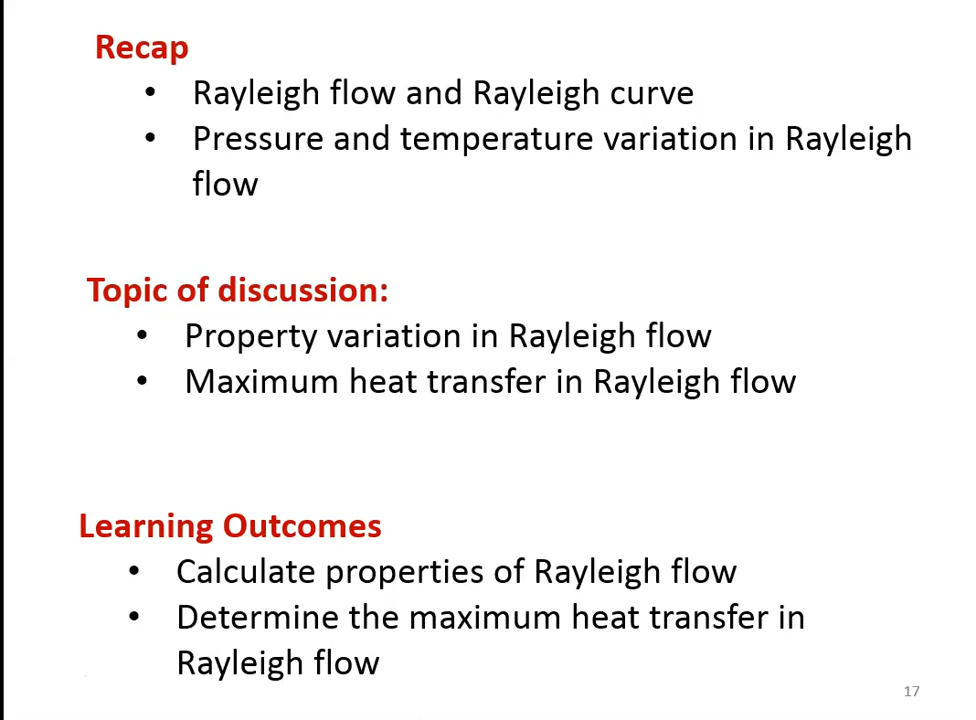 Recap
• Rayleigh flow and Rayleigh curve
• Pressure and temperature variation in Rayleigh
flow
Topic of discussion:
• Property variation in Rayleigh flow
• Maximum heat transfer in Rayleigh flow
Learning Outcomes
• Calculate properties of Rayleigh flow
• Determine the maximum heat transfer in
Rayleigh flow
17